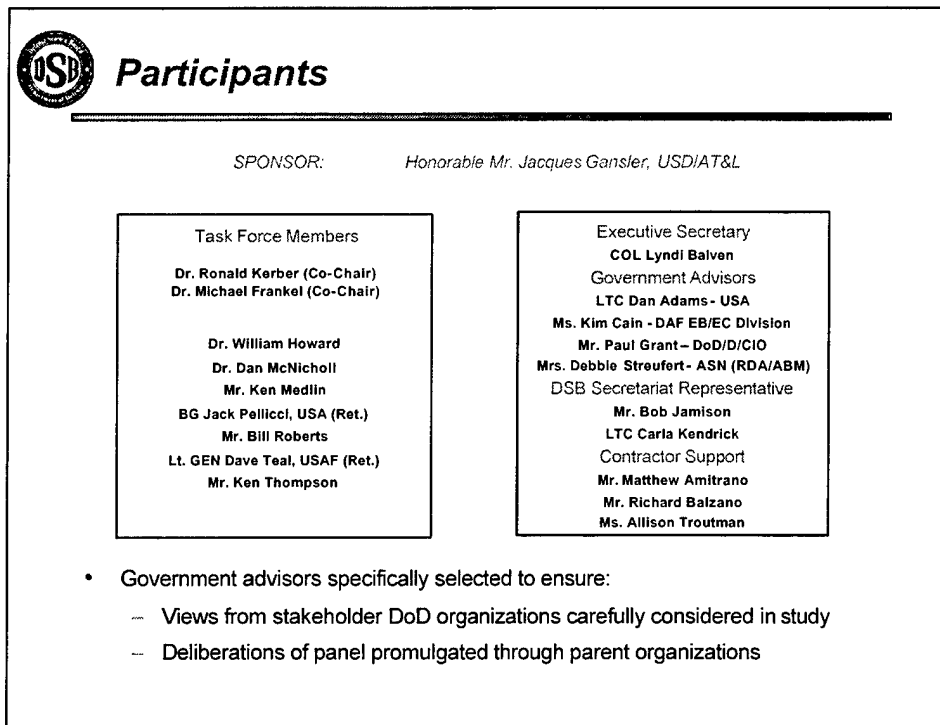 DSB
Participants
SPONSOR: Honorable Mr. Jacques Gansler, USD/AT&L
Task Force Members
Dr. Ronald Kerber (Co-Chair)
Dr. Michael Frankel (Co-Chair)
Dr. William Howard
Dr. Dan McNicholl
Mr. Ken Medlin
BG Jack Pellicci, USA (Ret.)
Mr. Bill Roberts
Lt. GEN Dave Teal, USAF (Ret.)
Mr. Ken Thompson
Executive Secretary
COL Lyndi Balven
Government Advisors
LTC Dan Adams- USA
Ms. Kim Cain - DAF EB/EC Division
Mr. Paul Grant– DoD/D/CIO
Mrs. Debbie Streufert- ASN (RDA/ABM)
DSB Secretariat Representative
Mr. Bob Jamison
LTC Carla Kendrick
Contractor Support
Mr. Matthew Amitrano
Mr. Richard Balzano
Ms. Allison Troutman
• Government advisors specifically selected to ensure:
– Views from stakeholder DoD organizations carefully considered in study
– Deliberations of panel promulgated through parent organizations